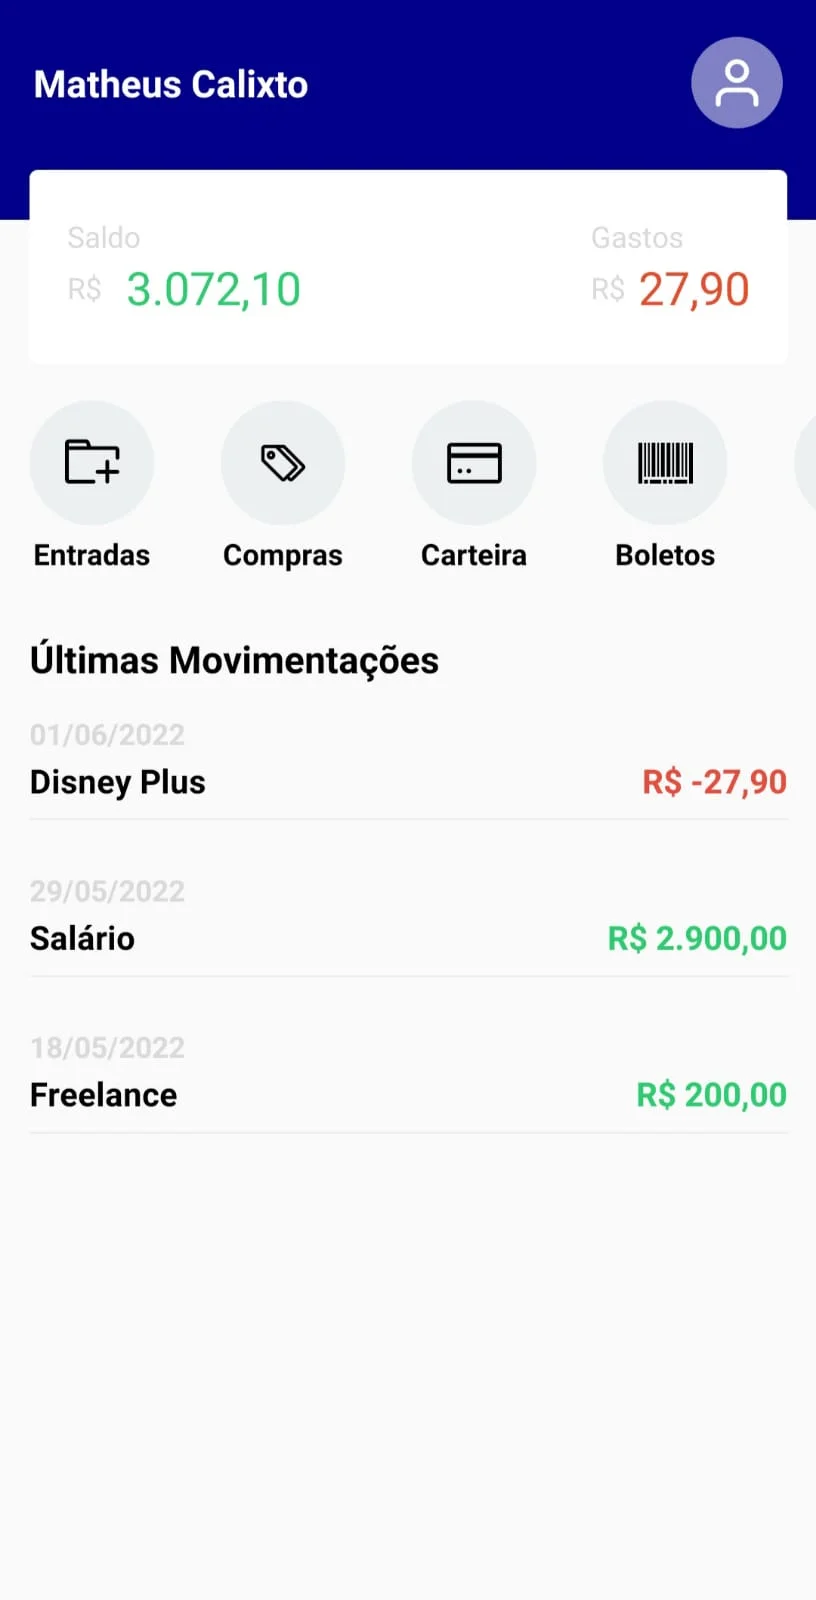 Matheus Calixto
Saldo Gastos
R$ 3.072,10 R$ 27,90
Entradas Compras Carteira Boletos
Últimas Movimentações
01/06/2022
Disney Plus R$ -27,90
29/05/2022
Salário R$ 2.900,00
18/05/2022
Freelance R$ 200,00